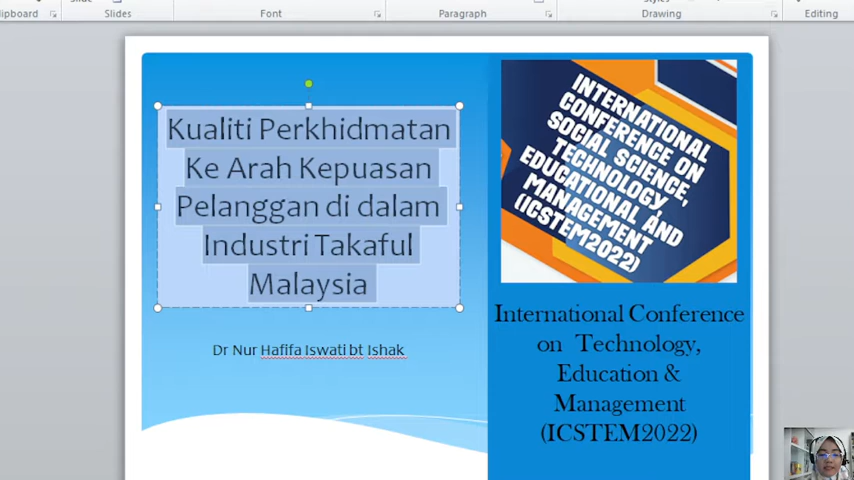 lipboard
Slides
Font
Paragraph
Drawing
Editing
Kualiti Perkhidmatan
Ke Arah Kepuasan
Pelanggan di dalam
Industri Takaful
Malaysia
Dr Nur Hafifa Iswati bt Ishak
INTERNATIONAL
CONFERENCE ON
SOCIAL SCIENCE,
TECHNOLOGY,
EDUCATIONAL AND
MANAGEMENT
(ICSTEM2022)
International Conference
on Technology,
Education &
Management
(ICSTEM2022)